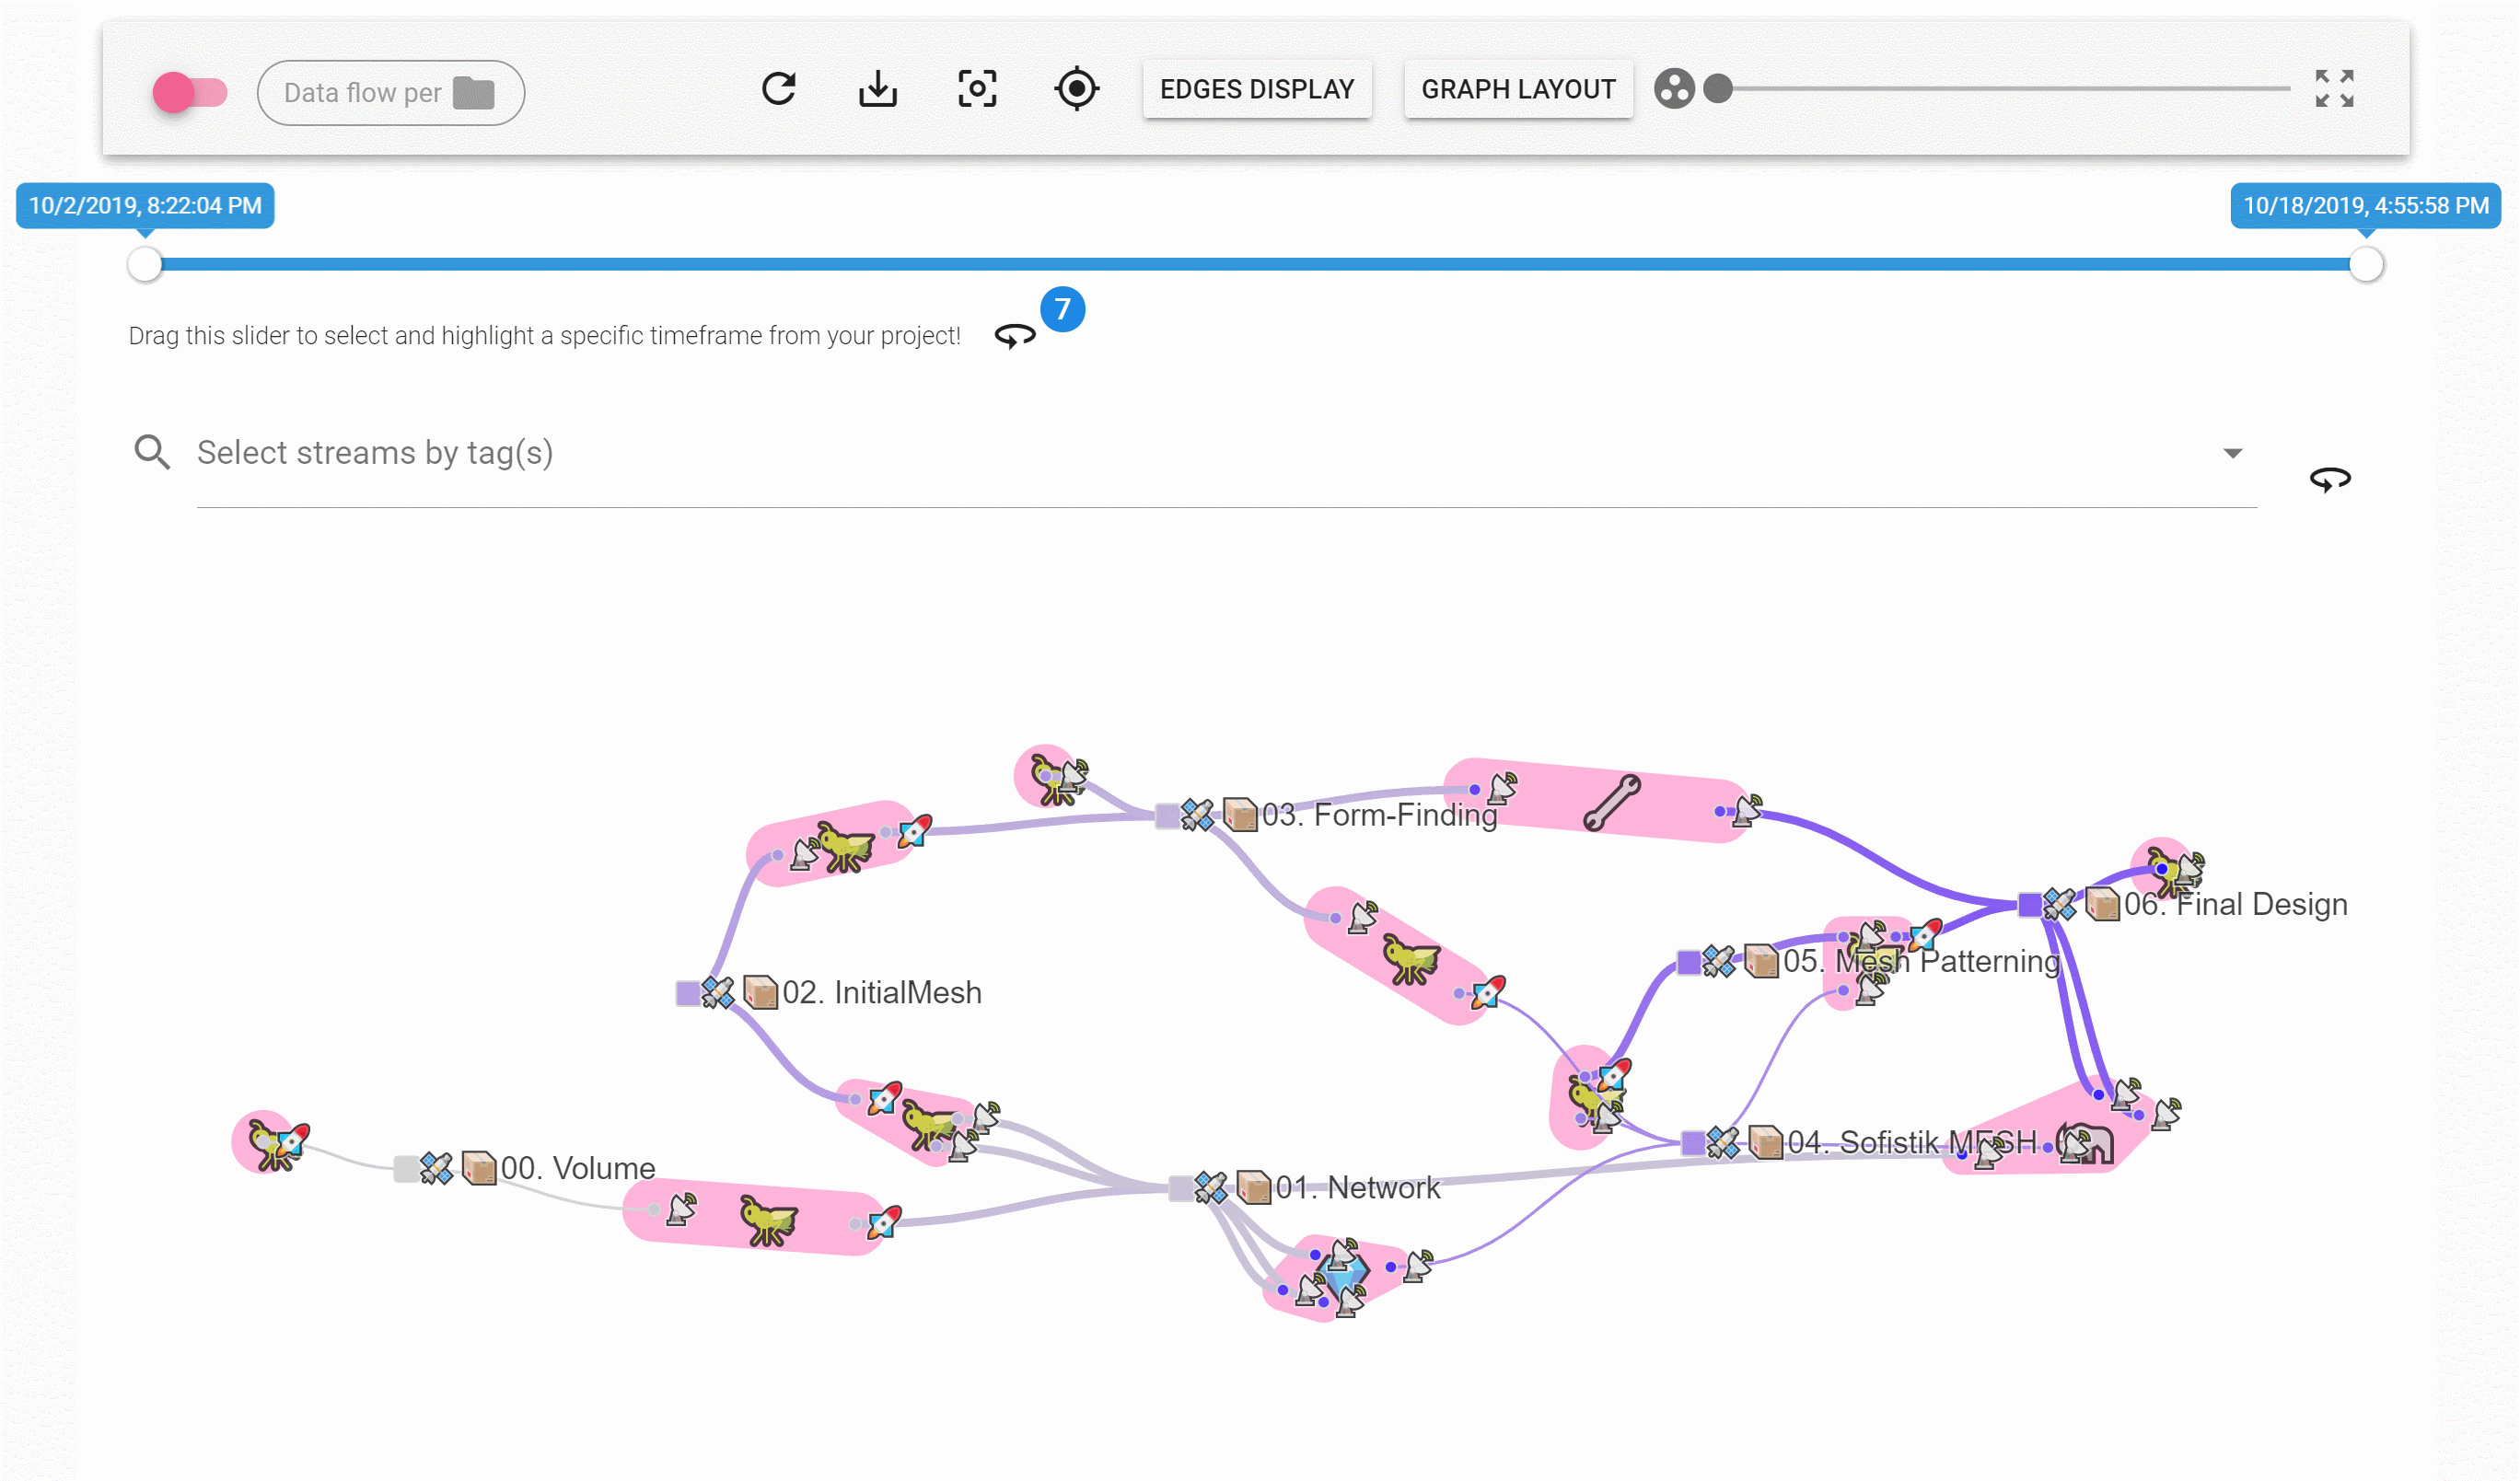 Data flow per
EDGES DISPLAY
GRAPH LAYOUT
10/2/2019, 8:22:04 PM
10/18/2019, 4:55:58 PM
7
Drag this slider to select and highlight a specific timeframe from your project!
Select streams by tag(s)
03. Form-Finding
06. Final Design
05. Mesh Patterning
02. InitialMesh
04. Sofistik MESH
00. Volume
01. Network